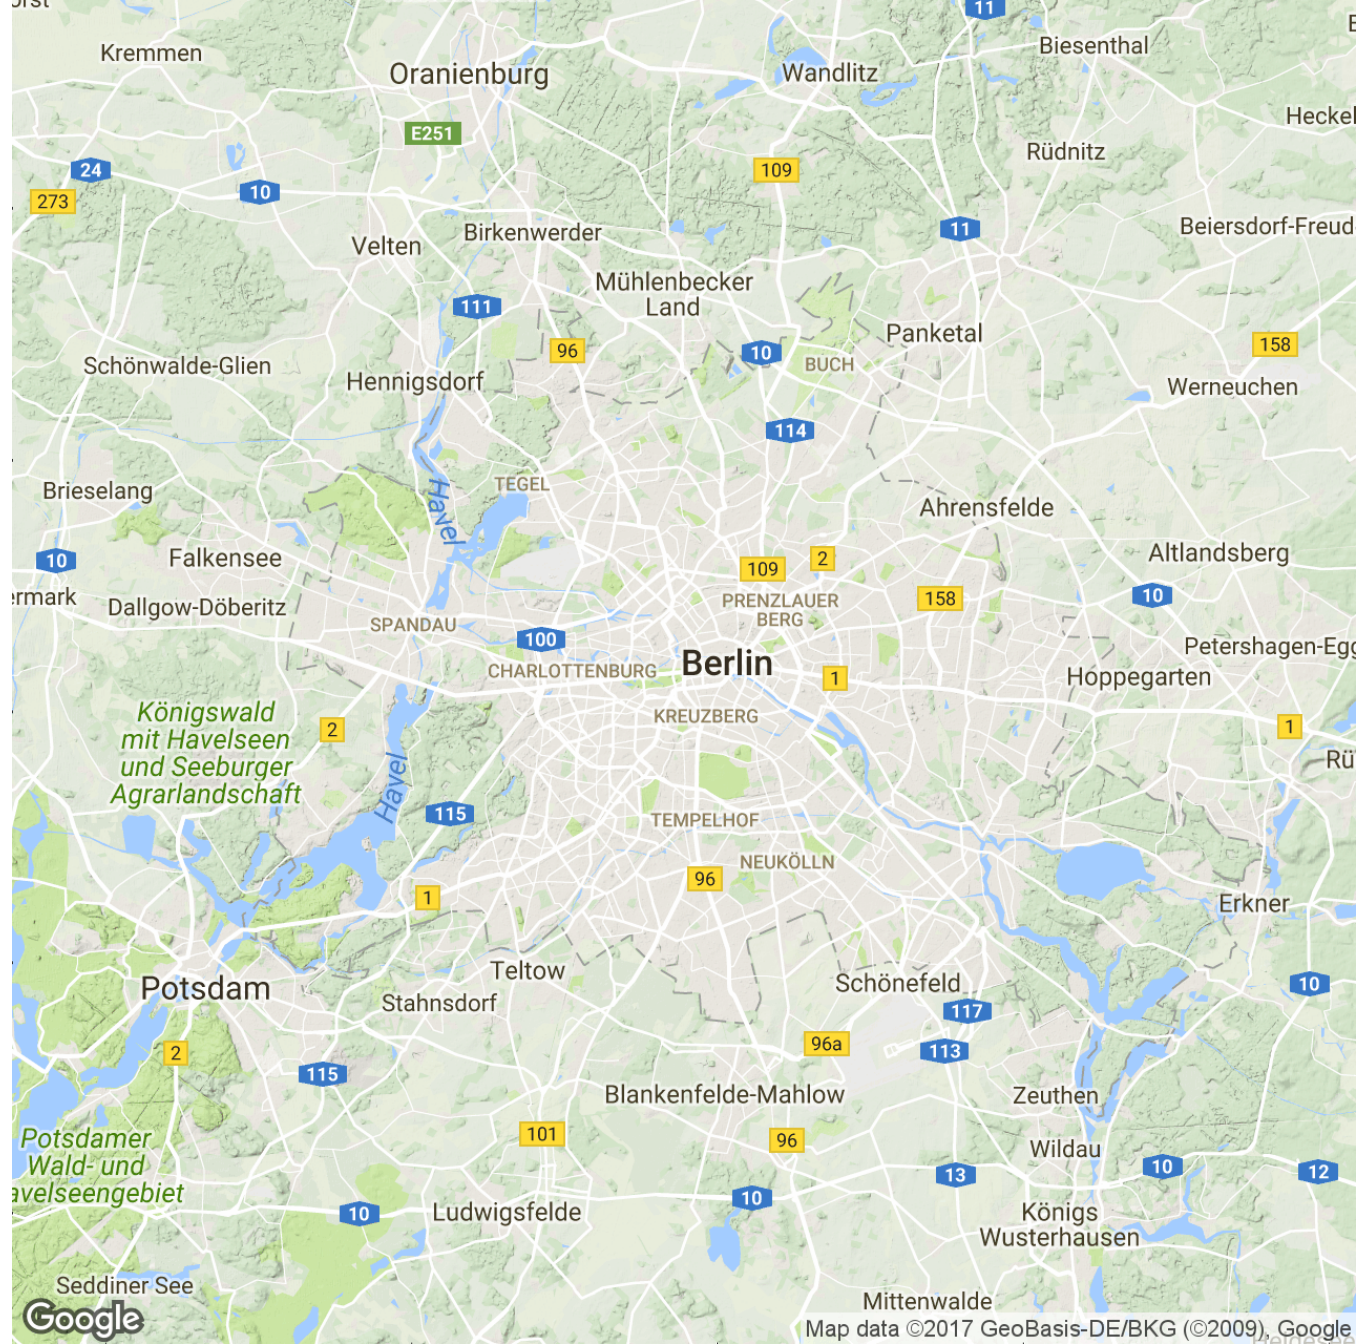 Kremmen
Oranienburg
Wandlitz
11
Biesenthal
E251
Rüdnitz
24
10
109
273
11
Velten
Birkenwerder
Mühlenbecker
Land
111
Panketal
96
10
158
Schönwalde-Glien
BUCH
Hennigsdorf
Werneuchen
114
Brieselang
TEGEL
Havel
Ahrensfelde
10
Falkensee
109
2
Altlandsberg
ermark
Dallgow-Döberitz
PRENZLAUER
BERG
158
10
SPANDAU
100
Petershagen-Egg
CHARLOTTENBURG
Berlin
1
Hoppegarten
Königswald
mit Havelseen
und Seeburger
Agrarlandschaft
2
KREUZBERG
1
Rü
Havel
115
TEMPELHOF
NEUKÖLLN
96
1
Erkner
Potsdam
Teltow
Stahnsdorf
Schönefeld
10
117
2
96a
113
115
Blankenfelde-Mahlow
Zeuthen
Potsdamer
Wald- und
avelseengebiet
101
96
Wildau
13
10
12
10
10
Ludwigsfelde
Königs
Wusterhausen
Seddiner See
Mittenwalde
Google
Map data ©2017 GeoBasis-DE/BKG (©2009), Google
Beiersdorf-Freud
Heckel